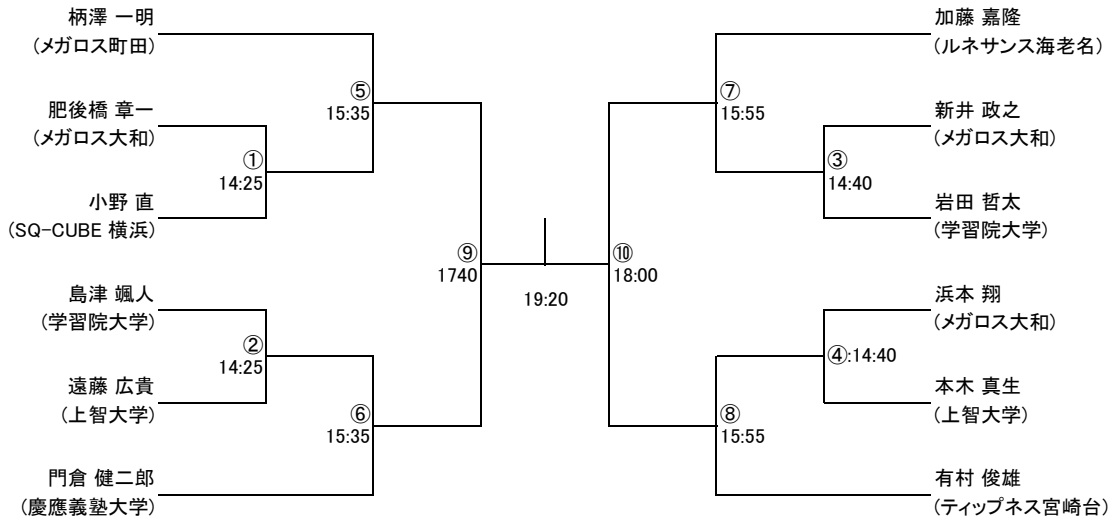 柄澤 一明
(メガロス町田)
⑤
15:35
肥後橋 章一
(メガロス大和)
①
14:25
小野 直
(SQ-CUBE 横浜)
⑨
1740
島津 颯人
(学習院大学)
②
14:25
遠藤 広貴
(上智大学)
⑥
15:35
門倉 健二郎
(慶應義塾大学)
19:20
加藤 嘉隆
(ルネサンス海老名)
⑦
15:55
新井 政之
(メガロス大和)
③
14:40
岩田 哲太
(学習院大学)
⑩
18:00
浜本 翔
(メガロス大和)
④:14:40
本木 真生
(上智大学)
⑧
15:55
有村 俊雄
(ティップネス宮崎台)